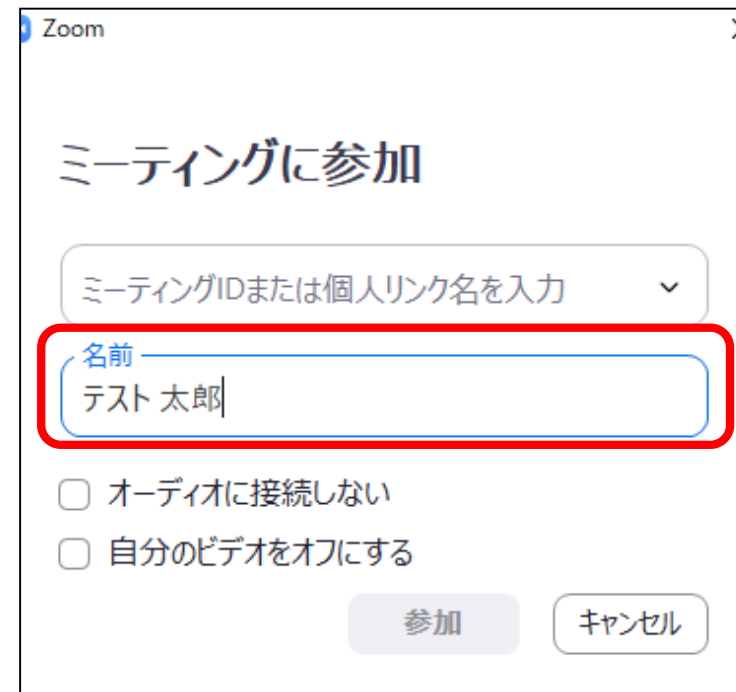 Zoom
ミーティングに参加
ミーティングIDまたは個人リンク名を入力
名前
テスト 太郎
オーディオに接続しない
自分のビデオをオフにする
参加
キャンセル